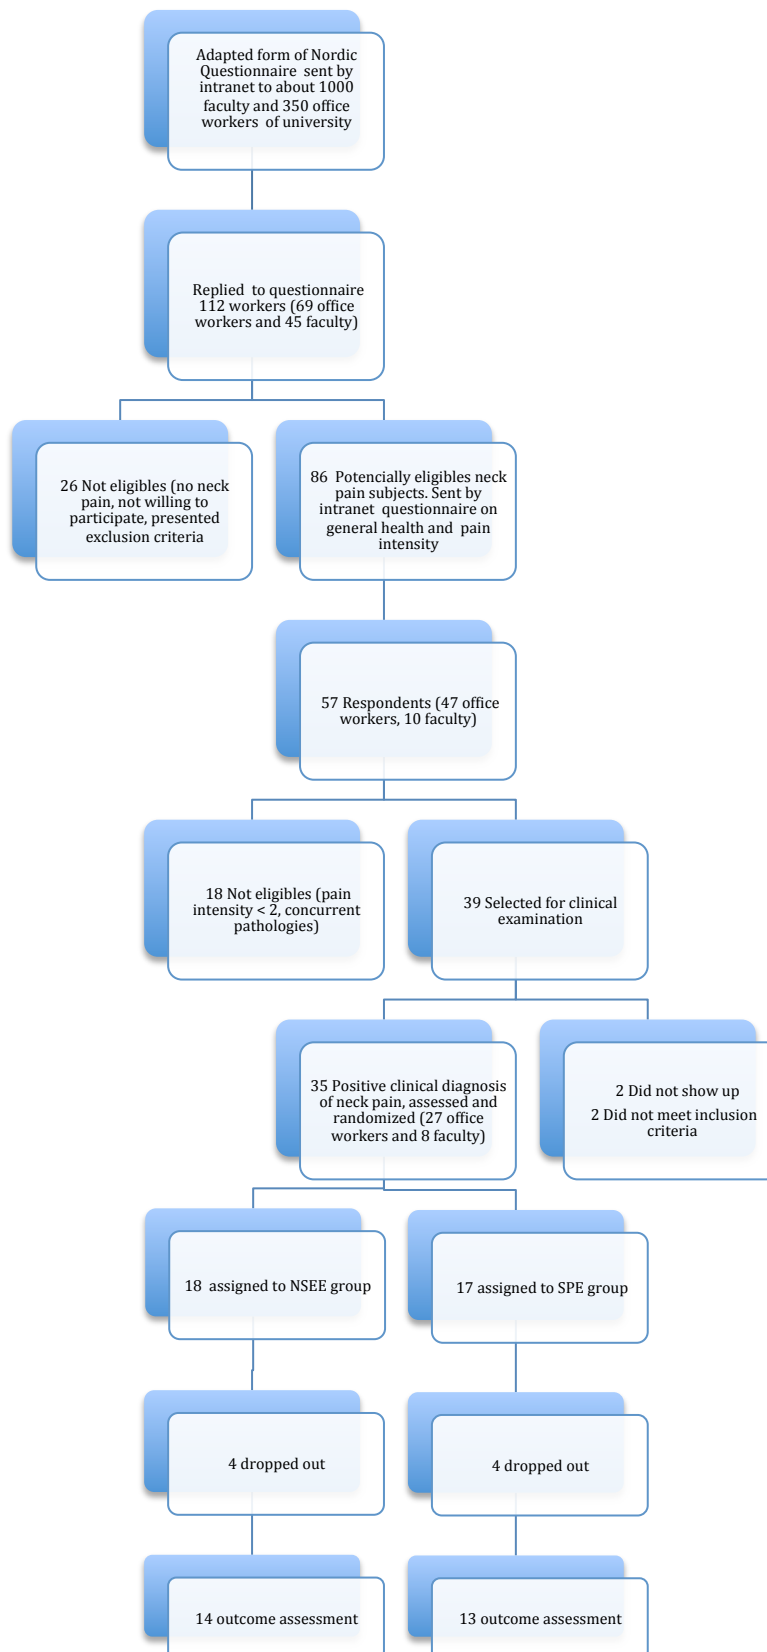 Adapted form of Nordic
Questionnaire sent by
intranet to about 1000
faculty and 350 office
workers of university
Replied to questionnaire
112 workers (69 office
workers and 45 faculty)
26 Not eligibles (no neck
pain, not willing to
participate, presented
exclusion criteria
86 Potencially eligibles neck
pain subjects. Sent by
intranet questionnaire on
general health and pain
intensity
57 Respondents (47 office
workers, 10 faculty)
18 Not eligibles (pain
intensity < 2, concurrent
pathologies)
39 Selected for clinical
examination
35 Positive clinical diagnosis
of neck pain, assessed and
randomized (27 office
workers and 8 faculty)
2 Did not show up
2 Did not meet inclusion
criteria
18 assigned to NSEE group
17 assigned to SPE group
4 dropped out
4 dropped out
14 outcome assessment
13 outcome assessment